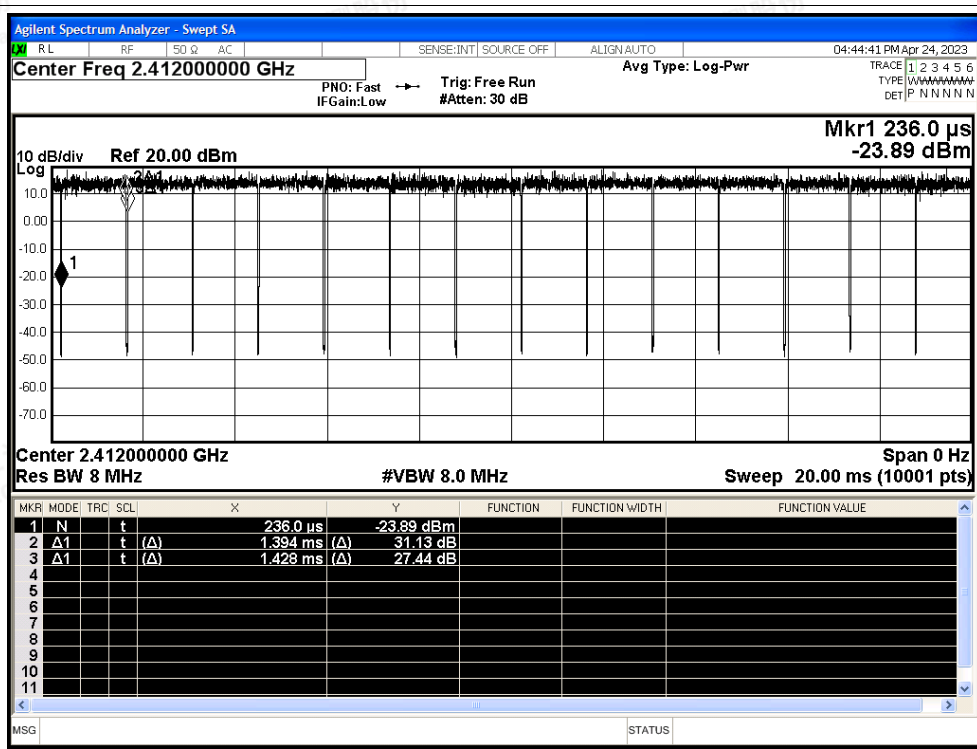 Agilent Spectrum Analyzer - Swept SA
LXI RL RF 50 Ω AC SENSE:INT SOURCE OFF ALIGN AUTO 04:44:41 PM Apr 24, 2023
Center Freq 2.412000000 GHz
Avg Type: Log-Pwr
TRACE 1 2 3 4 5 6
PNO: Fast Trig: Free Run
TYPE
IFGain:Low #Atten: 30 dB
DET P N N N N N
Mkr1 236.0 µs
10 dB/div Ref 20.00 dBm -23.89 dBm
Log
10.0
0.00
-10.0
1
-20.0
-30.0
-40.0
-50.0
-60.0
-70.0
Center 2.412000000 GHz Span 0 Hz
Res BW 8 MHz #VBW 8.0 MHz Sweep 20.00 ms (10001 pts)
MKR MODE TRC SCL X Y FUNCTION FUNCTION WIDTH FUNCTION VALUE
1 N t 236.0 µs -23.89 dBm
2 Δ1 t (Δ) 1.394 ms (Δ) 31.13 dB
3 Δ1 t (Δ) 1.428 ms (Δ) 27.44 dB
4
5
6
7
8
9
10
11
MSG STATUS